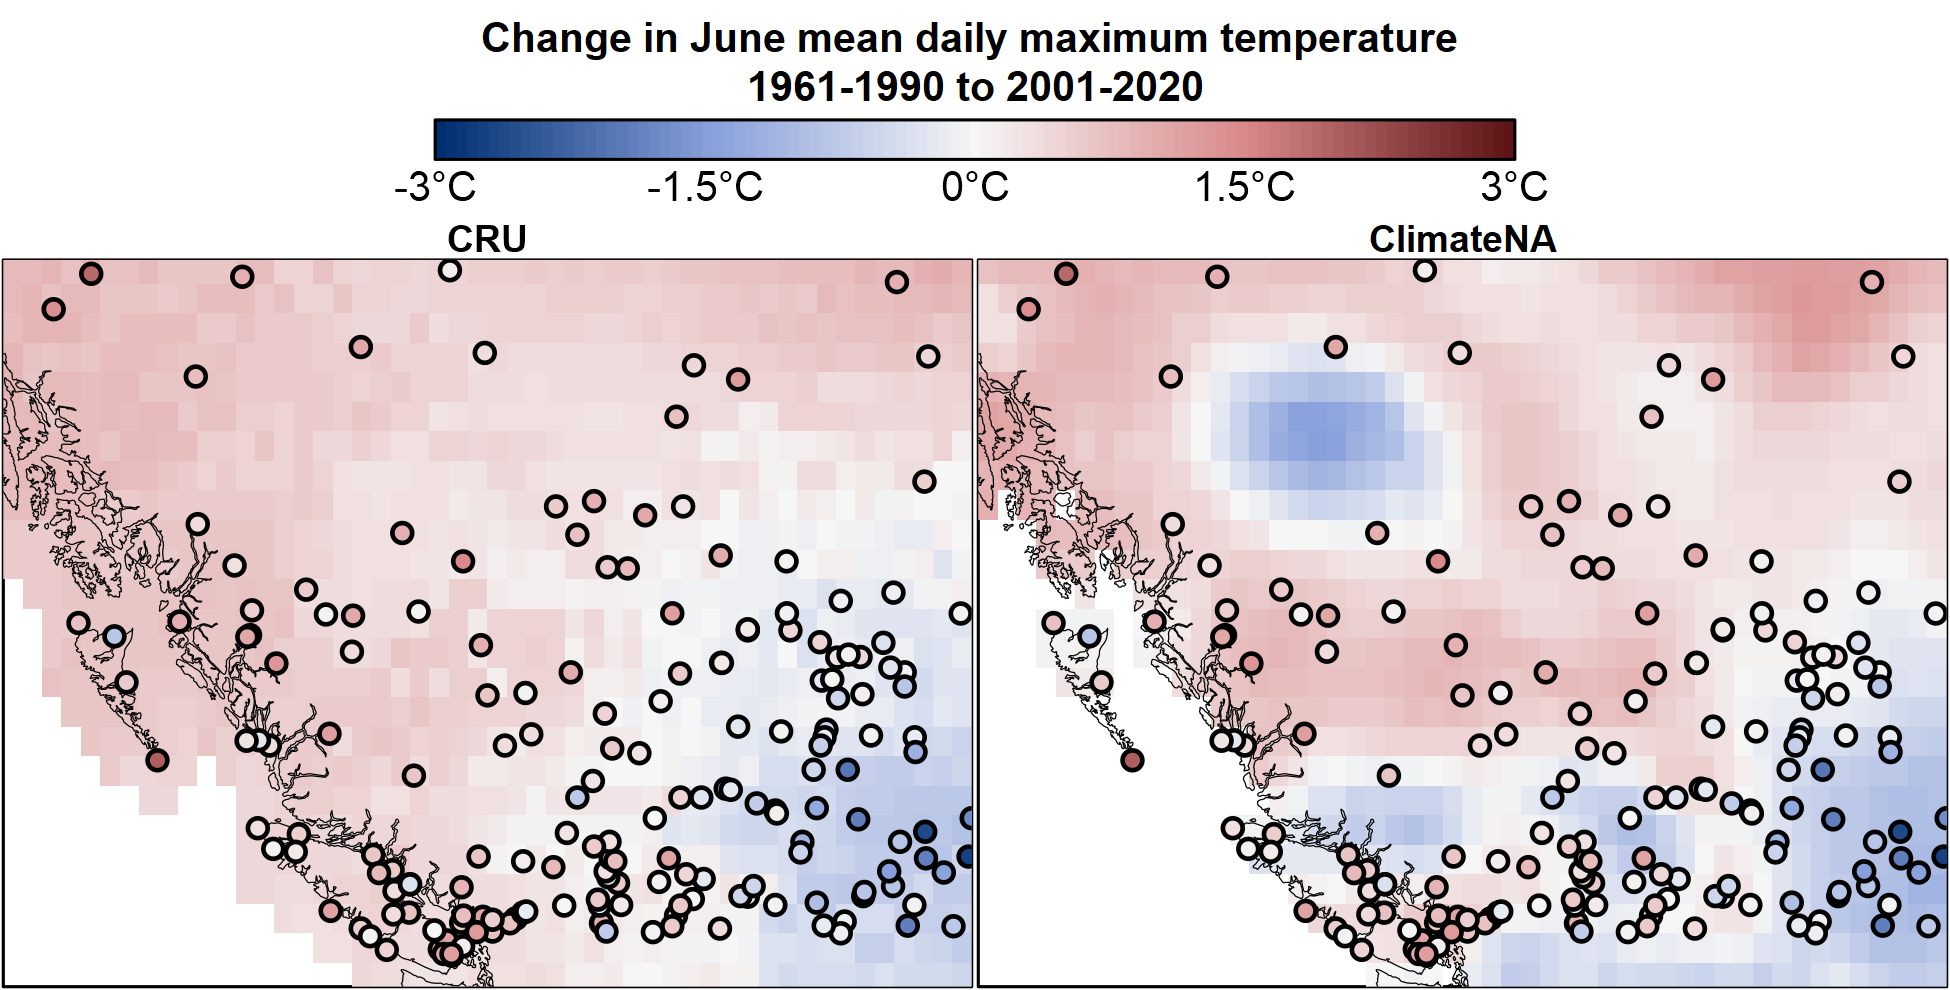 Change in June mean daily maximum temperature
1961-1990 to 2001-2020
-3°C -1.5°C 0°C 1.5°C 3°C
CRU ClimateNA